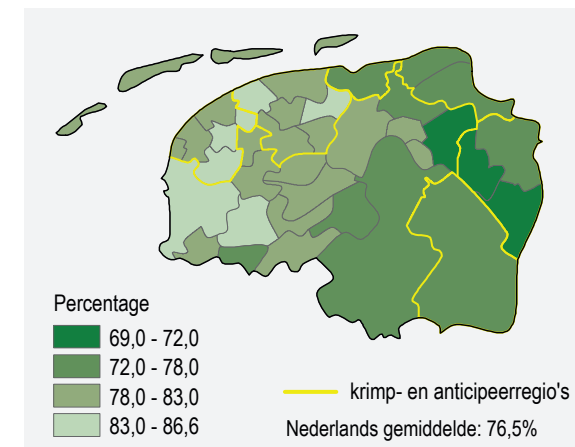 Percentage
69,0 - 72,0
72,0 - 78,0
78,0 - 83,0
83,0 - 86,6
krimp- en anticipeerregio's
Nederlands gemiddelde: 76,5%